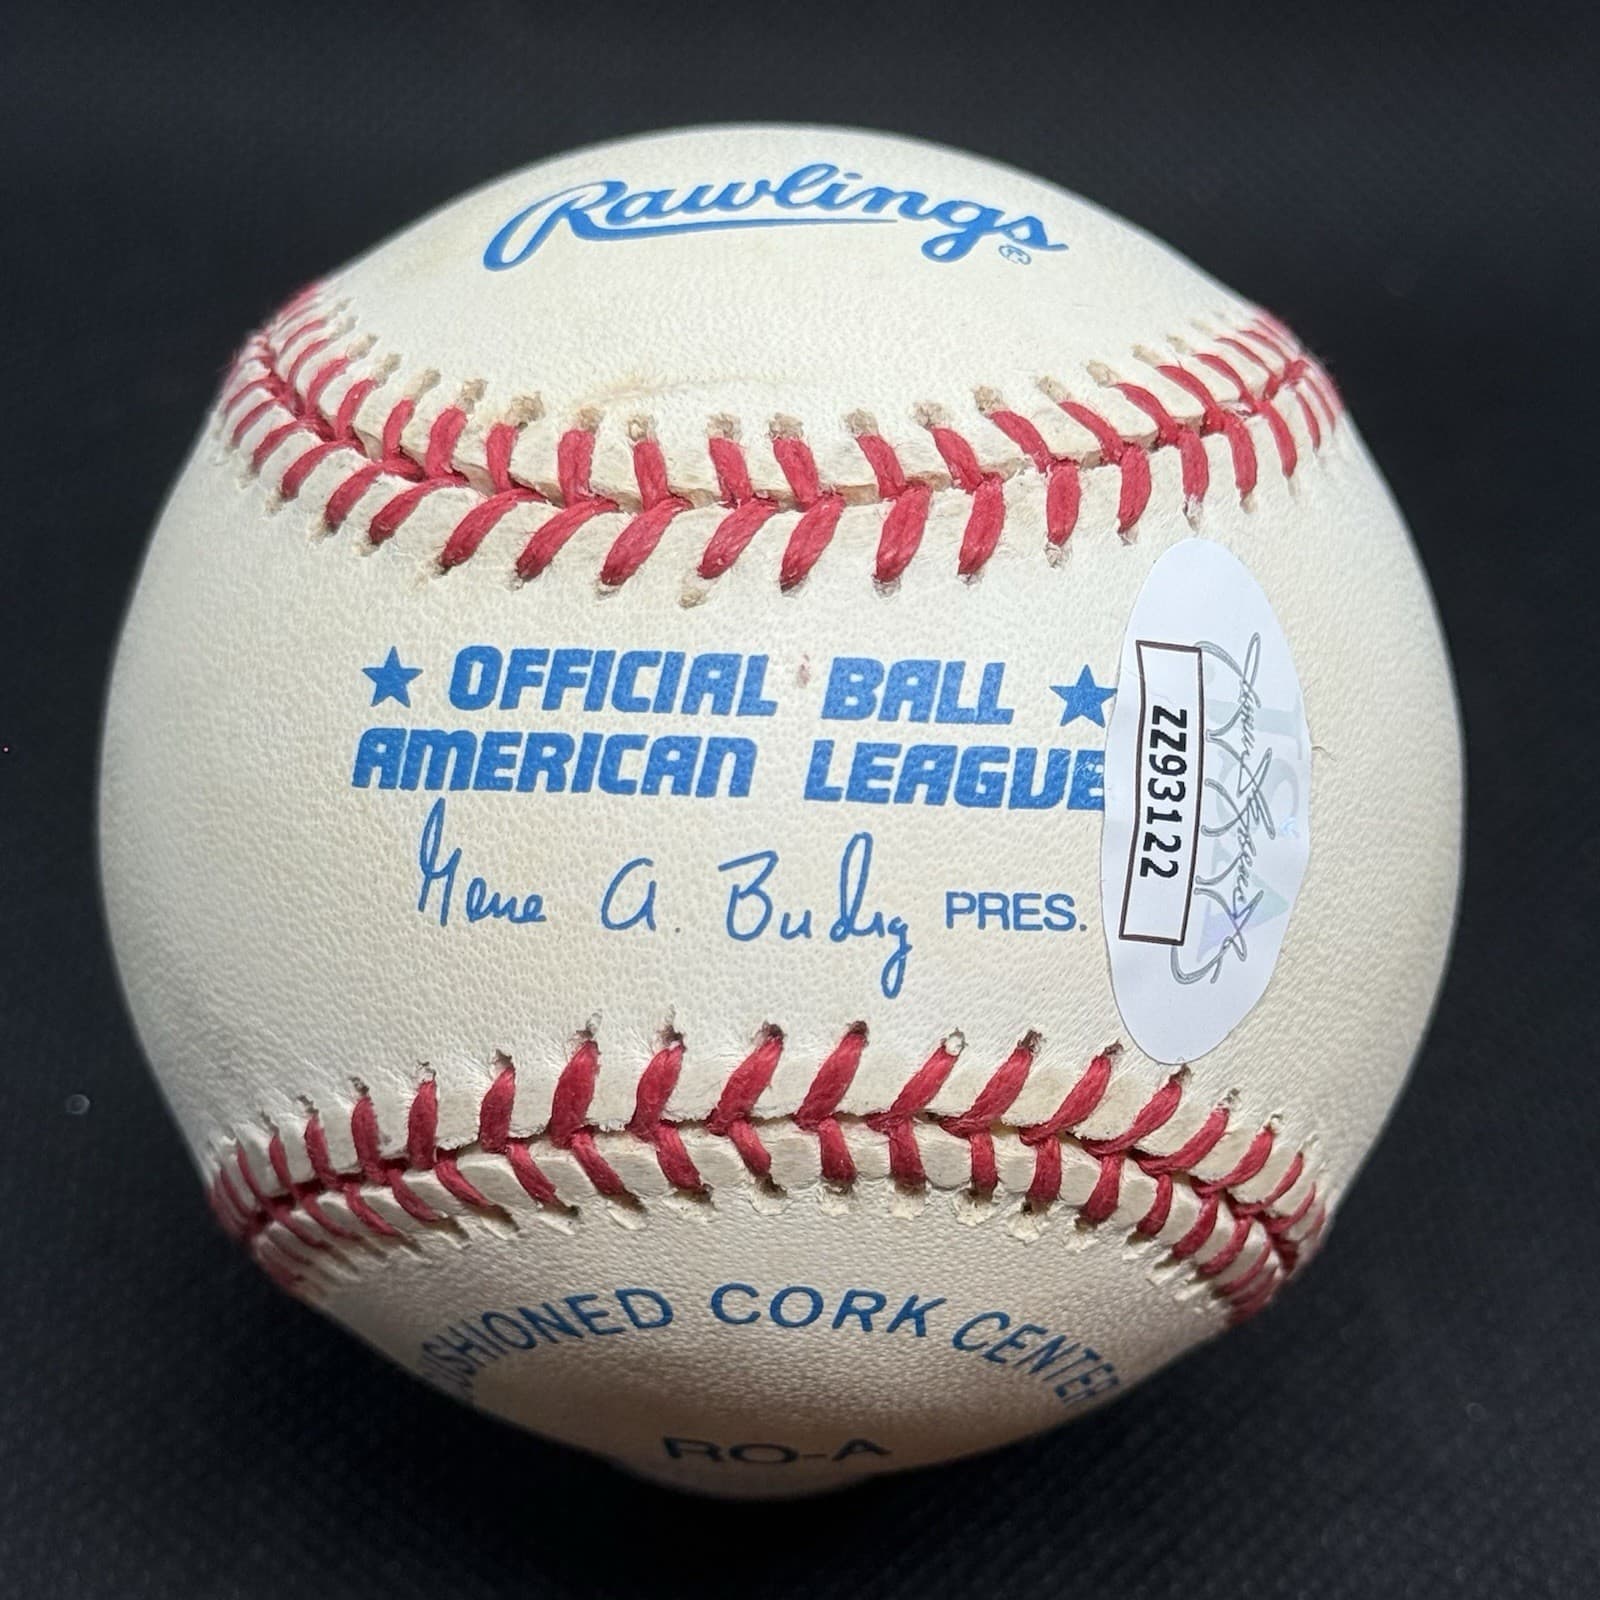 Rawlings
★ OFFICIAL BALL ★
AMERICAN LEAGUE
Gene A. Budig PRES.
ZZ93122
CUSHIONED CORK CENTER
RO-A